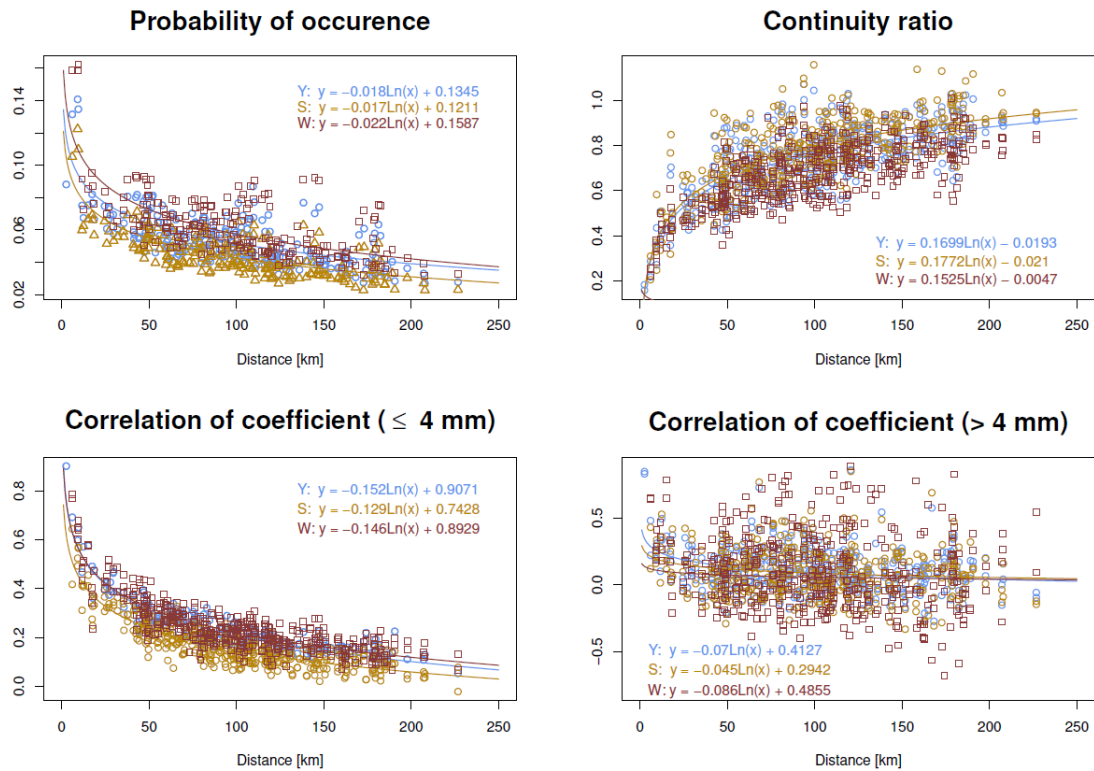 Probability of occurence
0.02 0.06 0.10 0.14
Y: y = −0.018Ln(x) + 0.1345
S: y = −0.017Ln(x) + 0.1211
W: y = −0.022Ln(x) + 0.1587
0 50 100 150 200 250
Distance [km]
Continuity ratio
0.2 0.4 0.6 0.8 1.0
Y: y = 0.1699Ln(x) − 0.0193
S: y = 0.1772Ln(x) − 0.021
W: y = 0.1525Ln(x) − 0.0047
0 50 100 150 200 250
Distance [km]
Correlation of coefficient ( ≤ 4 mm)
0.0 0.2 0.4 0.6 0.8
Y: y = −0.152Ln(x) + 0.9071
S: y = −0.129Ln(x) + 0.7428
W: y = −0.146Ln(x) + 0.8929
0 50 100 150 200 250
Distance [km]
Correlation of coefficient (> 4 mm)
−0.5 0.0 0.5
Y: y = −0.07Ln(x) + 0.4127
S: y = −0.045Ln(x) + 0.2942
W: y = −0.086Ln(x) + 0.4855
0 50 100 150 200 250
Distance [km]